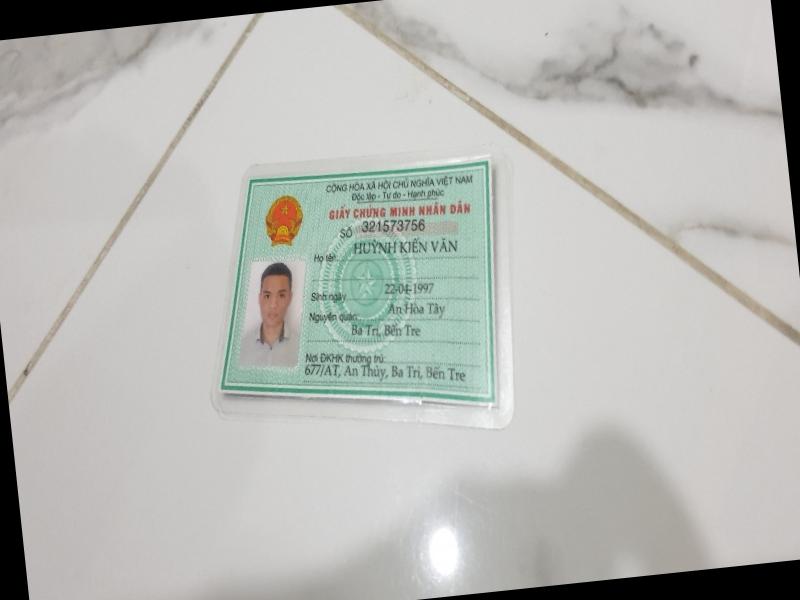 CỘNG HÒA XÃ HỘI CHỦ NGHĨA VIỆT NAM
Độc lập - Tự do - Hạnh phúc
GIẤY CHỨNG MINH NHÂN DÂN
SỐ 321573756
Họ tên: HUỲNH KIẾN VĂN
Sinh ngày 22-04-1997
Nguyên quán: An Hòa Tây
Ba Tri, Bến Tre
Nơi ĐKHK thường trú:
677/AT, An Thủy, Ba Tri, Bến Tre